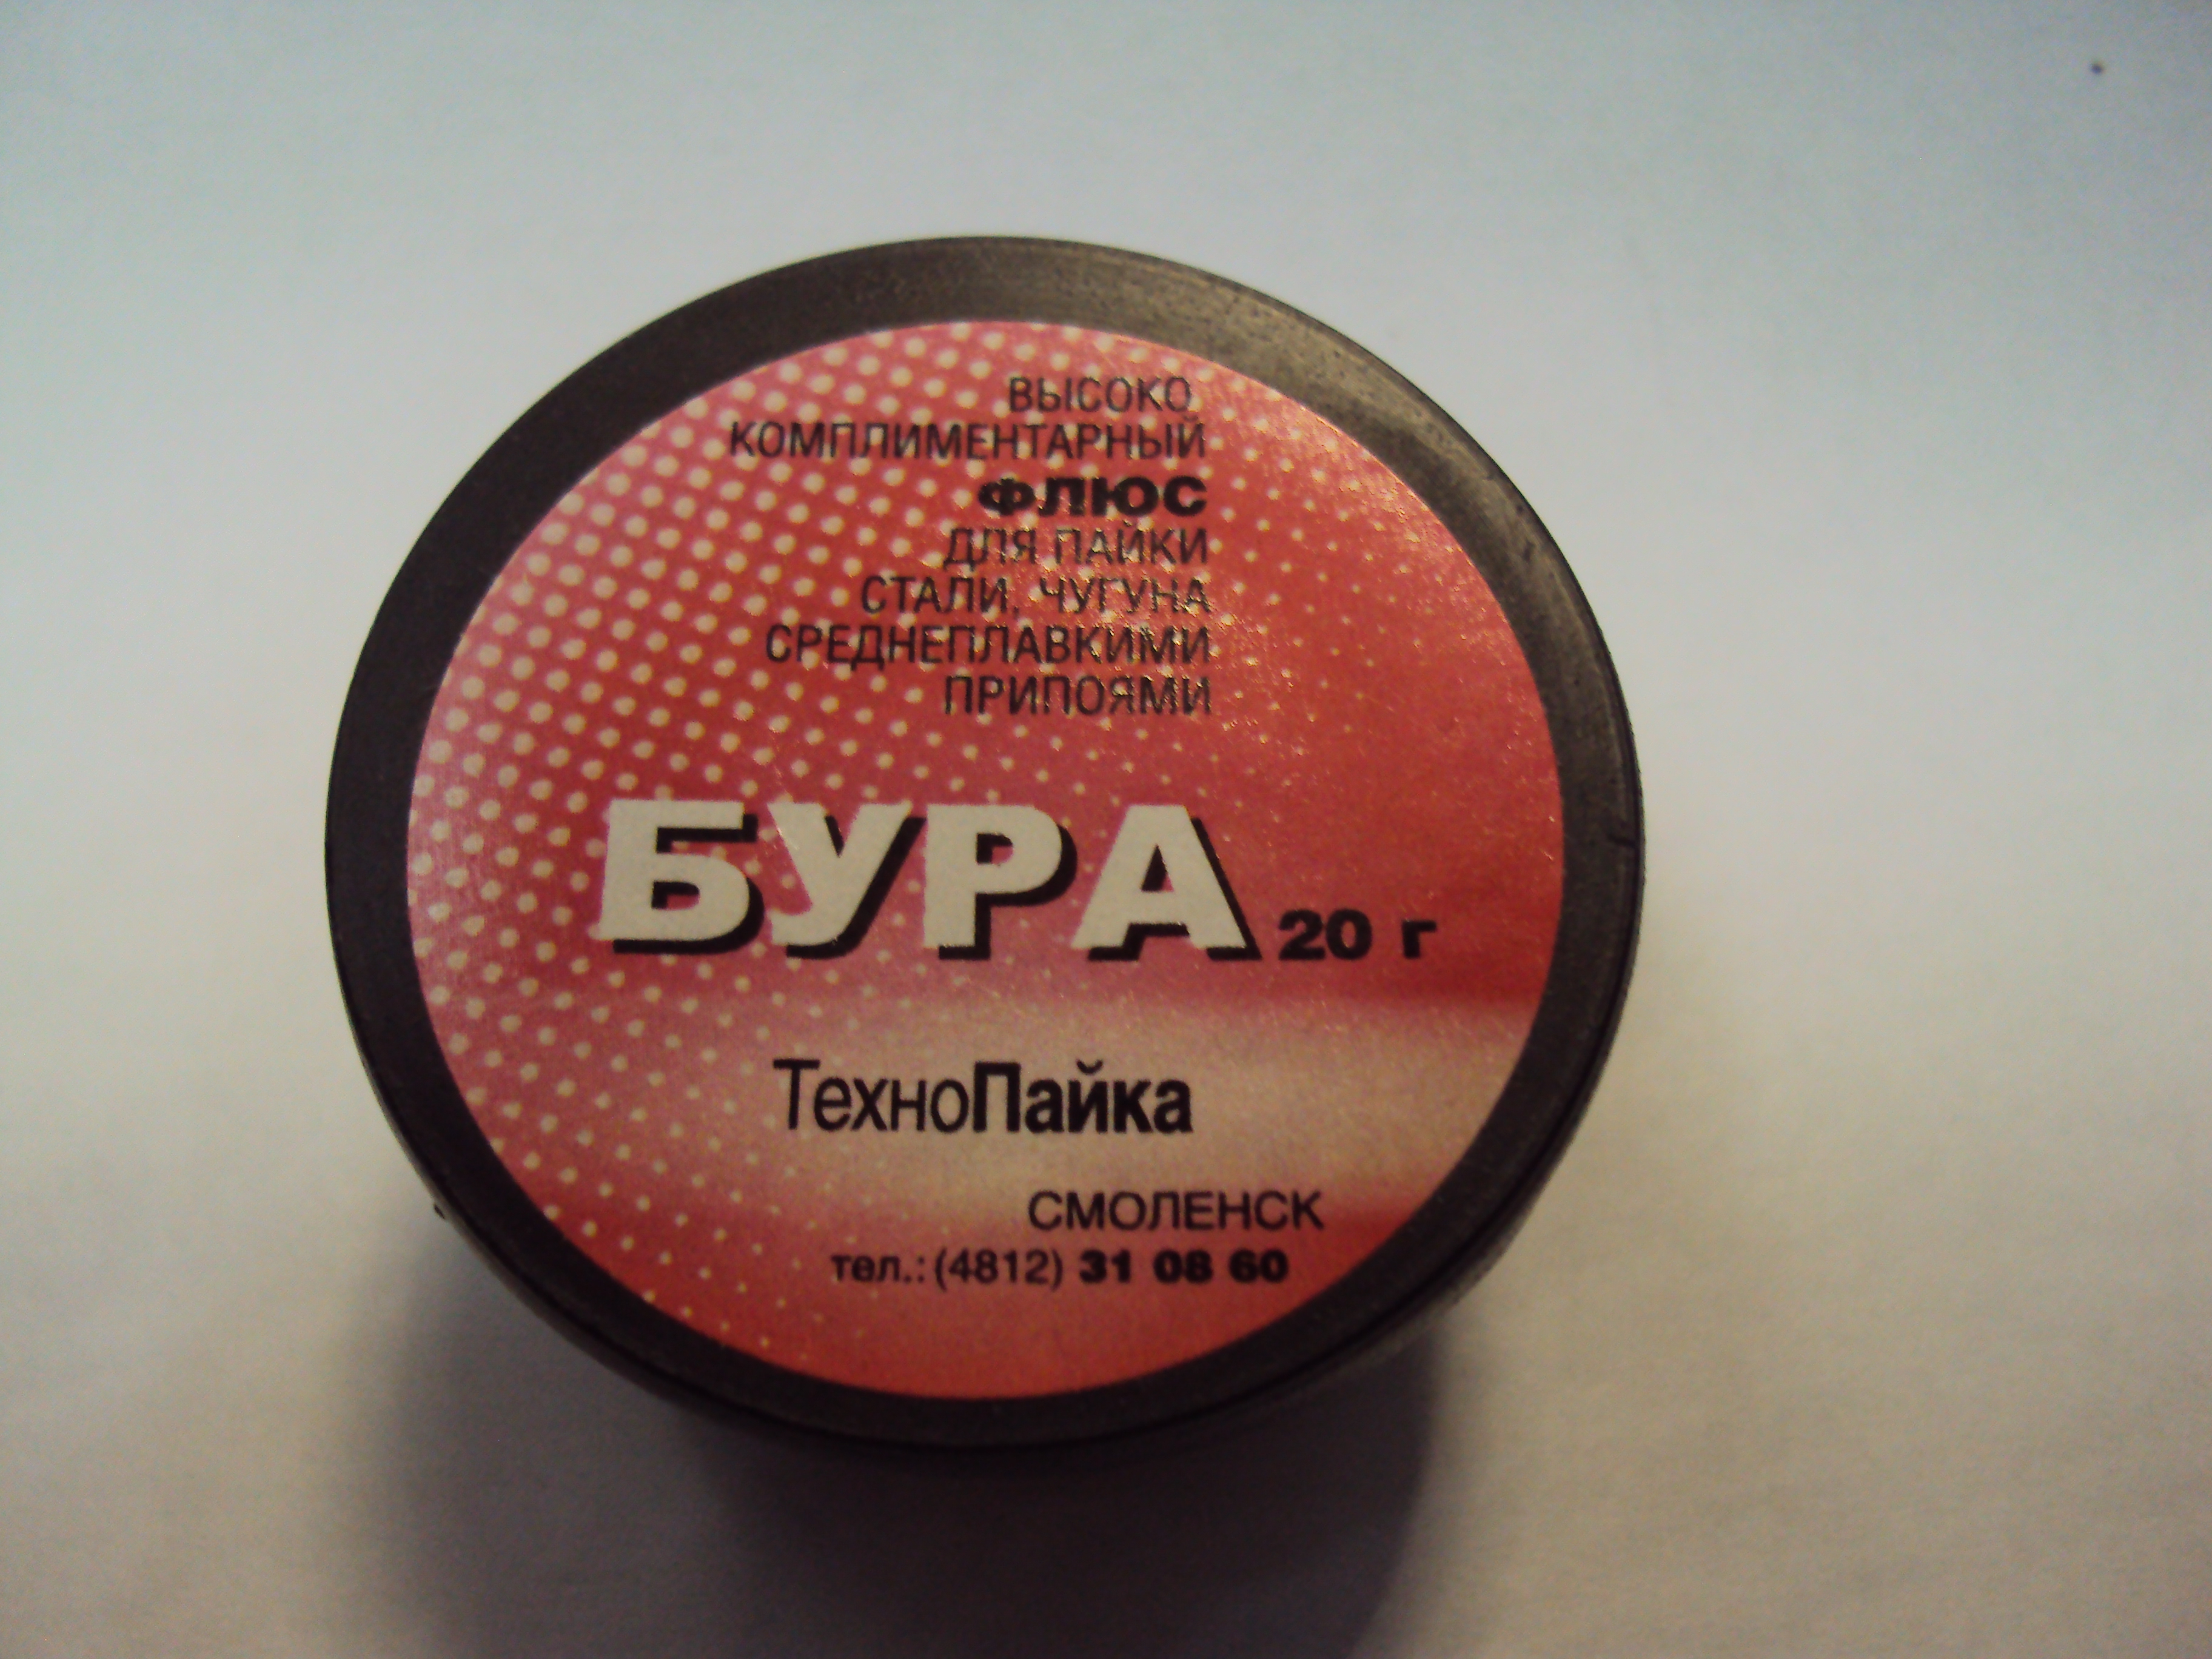 ВЫСОКО
КОМПЛИМЕНТАРНЫЙ
ФЛЮС
ДЛЯ ПАЙКИ
СТАЛИ, ЧУГУНА
СРЕДНЕПЛАВКИМИ
ПРИПОЯМИ
БУРА 20 г
ТехноПайка
СМОЛЕНСК
тел.: (4812) 31 08 60